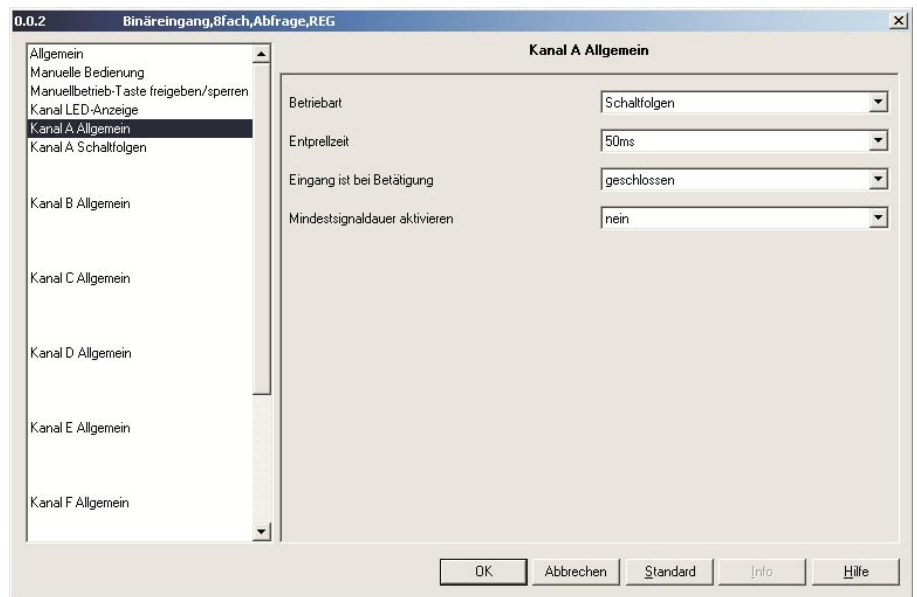 0.0.2 Binäreingang,8fach,Abfrage,REG
Allgemein
Manuelle Bedienung
Manuellbetrieb-Taste freigeben/sperren
Kanal LED-Anzeige
Kanal A Allgemein
Kanal A Schaltfolgen
Kanal B Allgemein
Kanal C Allgemein
Kanal D Allgemein
Kanal E Allgemein
Kanal F Allgemein
Kanal A Allgemein
Betriebart Schaltfolgen
Entprellzeit 50ms
Eingang ist bei Betätigung geschlossen
Mindestsignaldauer aktivieren nein
OK Abbrechen Standard Info Hilfe